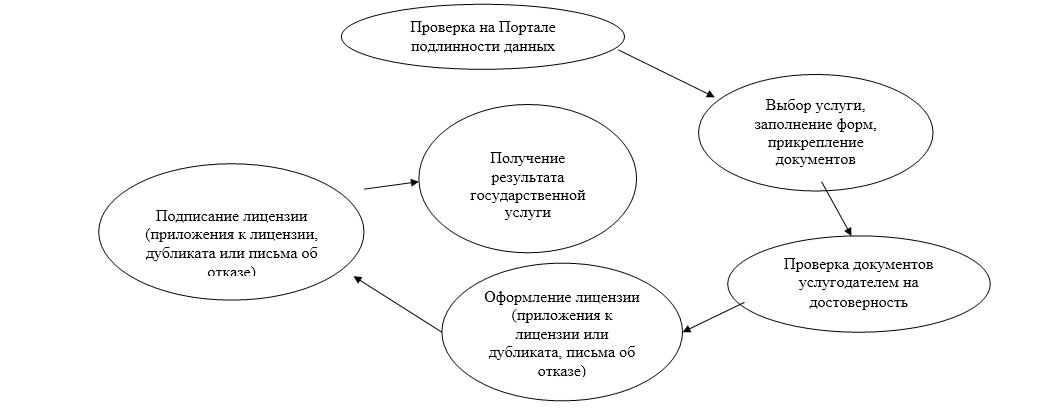 Проверка на Портале
подлинности данных
Выбор услуги,
заполнение форм,
прикрепление
документов
Проверка документов
услугодателем на
достоверность
Оформление лицензии
(приложения к
лицензии или
дубликата, письма об
отказе)
Подписание лицензии
(приложения к лицензии,
дубликата или письма об
отказе)
Получение
результата
государственной
услуги